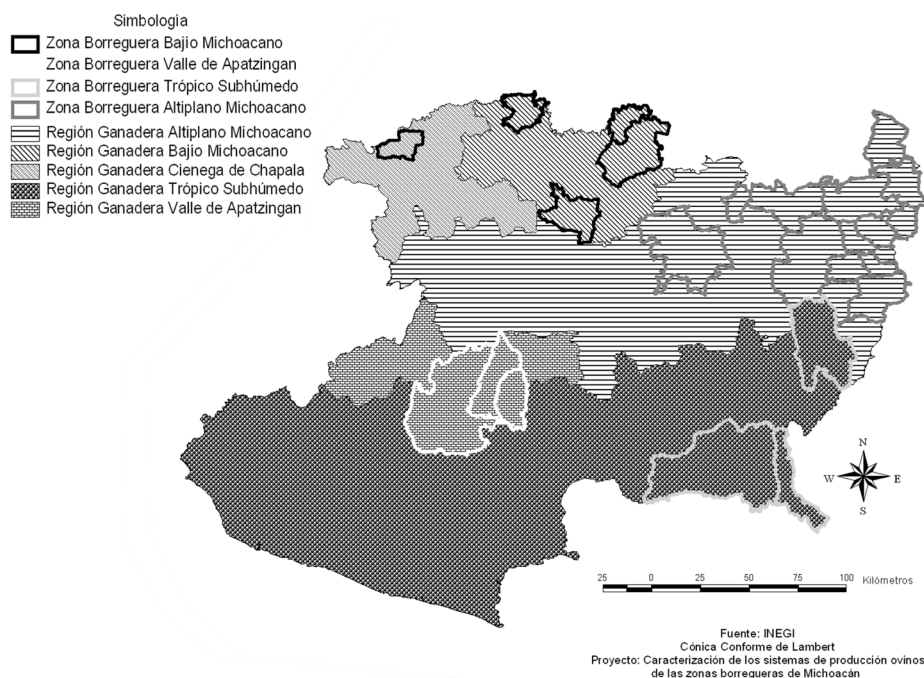 Simbología
Zona Borreguera Bajío Michoacano
Zona Borreguera Valle de Apatzingan
Zona Borreguera Trópico Subhúmedo
Zona Borreguera Altiplano Michoacano
Región Ganadera Altiplano Michoacano
Región Ganadera Bajío Michoacano
Región Ganadera Cienega de Chapala
Región Ganadera Trópico Subhúmedo
Región Ganadera Valle de Apatzingan
N
W E
S
25 0 25 50 75 100 Kilómetros
Fuente: INEGI
Cónica Conforme de Lambert
Proyecto: Caracterización de los sistemas de producción ovinos
de las zonas borregueras de Michoacán